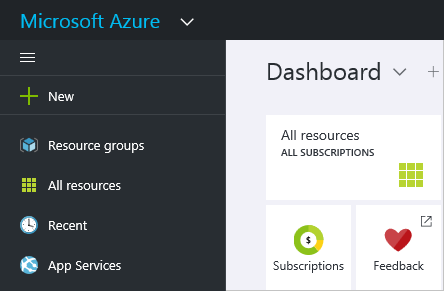 Microsoft Azure
New
Resource groups
All resources
Recent
App Services
Dashboard
All resources
ALL SUBSCRIPTIONS
$
Subscriptions
Feedback